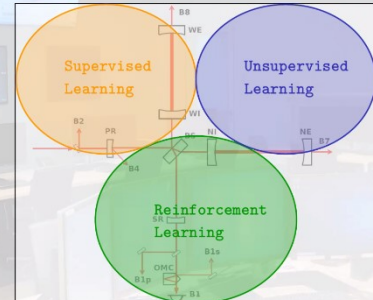 B8
WE
Supervised
Learning
Unsupervised
Learning
WI
B2
PR
B5
NI
NE
B7
B4
Reinforcement
Learning
SR
B1s
OMC
B1p
B1